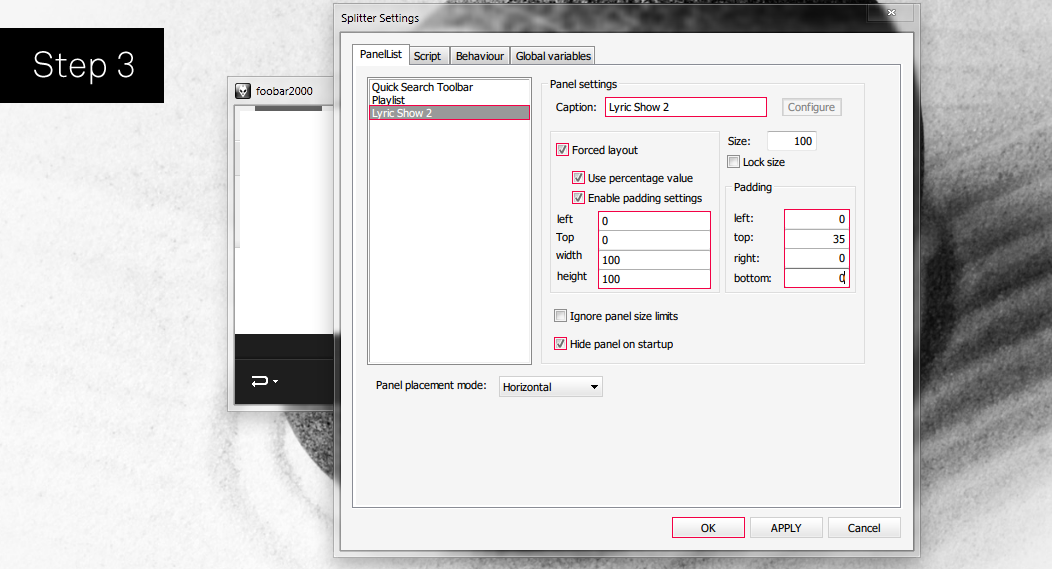 Step 3
foobar2000
Splitter Settings
PanelList
Script
Behaviour
Global variables
Quick Search Toolbar
Playlist
Lyric Show 2
Panel settings
Caption: Lyric Show 2
Configure
Forced layout
Use percentage value
Enable padding settings
left 0
Top 0
width 100
height 100
Size: 100
Lock size
Padding
left: 0
top: 35
right: 0
bottom: 0
Ignore panel size limits
Hide panel on startup
Panel placement mode: Horizontal
OK
APPLY
Cancel